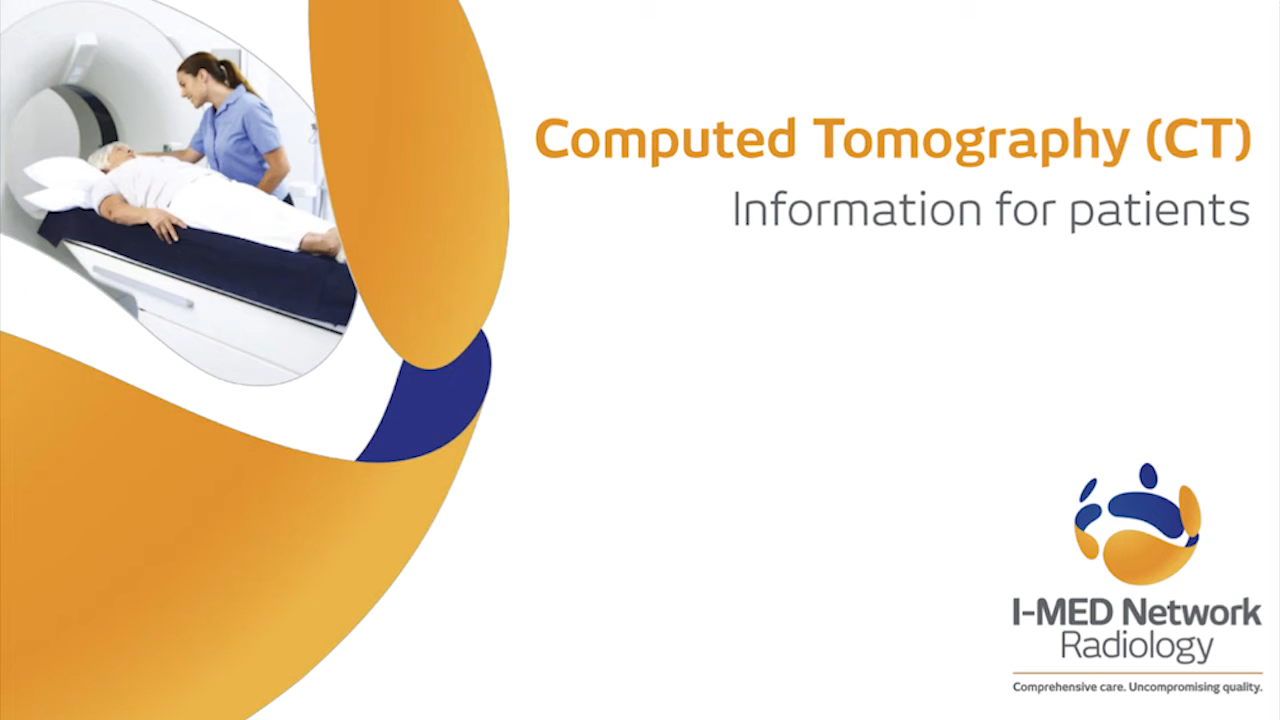 Computed Tomography (CT)
Information for patients
I-MED Network
Radiology
Comprehensive care. Uncompromising quality.